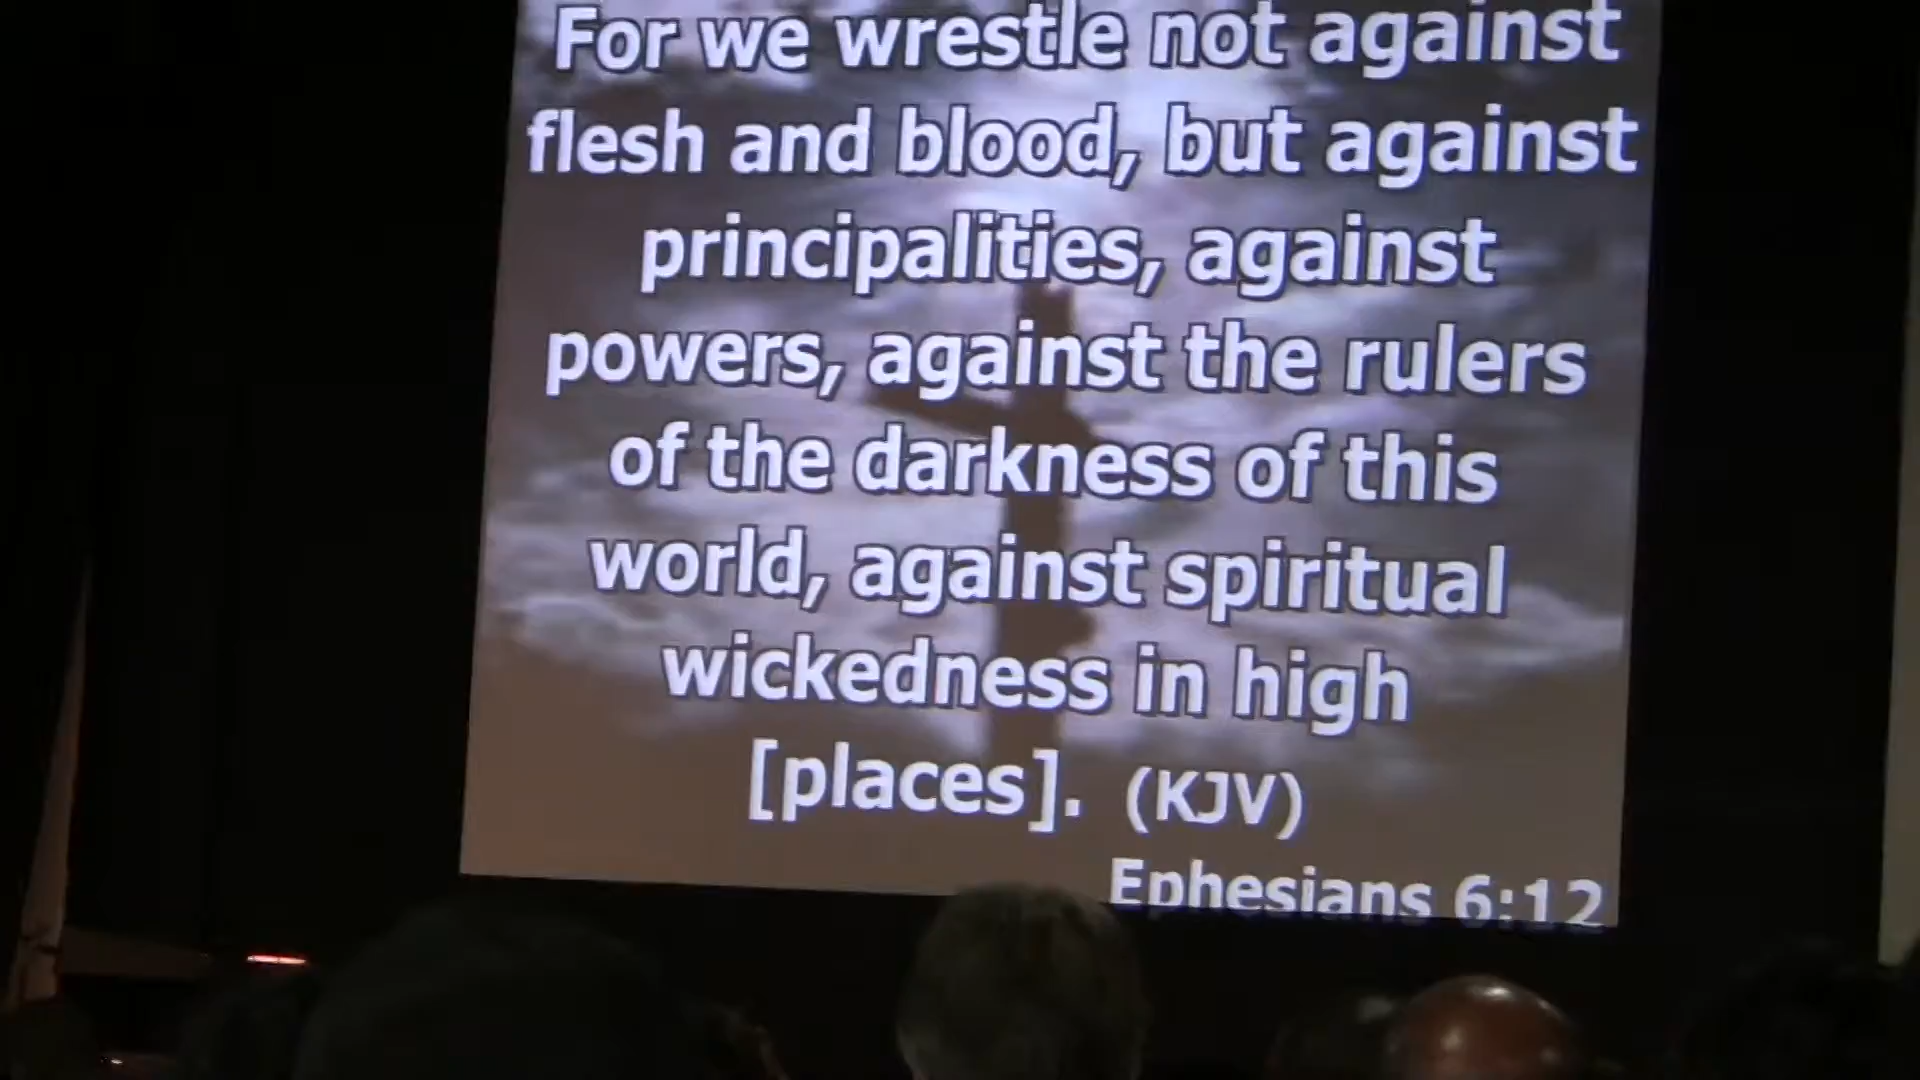 For we wrestle not against
flesh and blood, but against
principalities, against
powers, against the rulers
of the darkness of this
world, against spiritual
wickedness in high
[places]. (KJV)
Ephesians 6:12